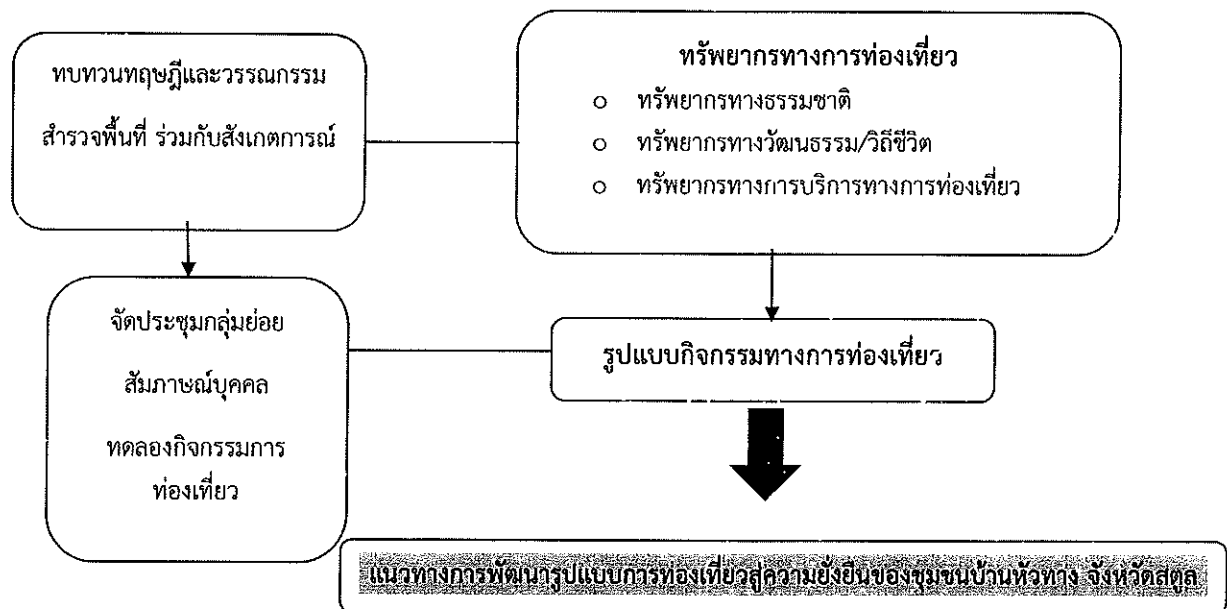 ทบทวนทฤษฎีและวรรณกรรม
สำรวจพื้นที่ ร่วมกับสังเกตการณ์
ทรัพยากรทางการท่องเที่ยว
ทรัพยากรทางธรรมชาติ
ทรัพยากรทางวัฒนธรรม/วิถีชีวิต
ทรัพยากรทางการบริการทางการท่องเที่ยว
จัดประชุมกลุ่มย่อย
สัมภาษณ์บุคคล
ทดลองกิจกรรมการ
ท่องเที่ยว
รูปแบบกิจกรรมทางการท่องเที่ยว
แนวทางการพัฒนารูปแบบการท่องเที่ยวสู่ความยั่งยืนของชุมชนบ้านหัวทาง จังหวัดสตูล